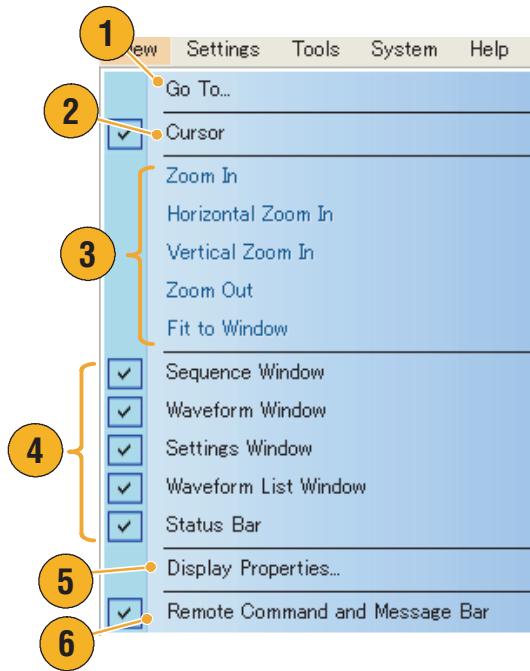 1
ew Settings Tools System Help
Go To...
2
Cursor
3
Zoom In
Horizontal Zoom In
Vertical Zoom In
Zoom Out
Fit to Window
4
Sequence Window
Waveform Window
Settings Window
Waveform List Window
Status Bar
5
Display Properties...
6
Remote Command and Message Bar